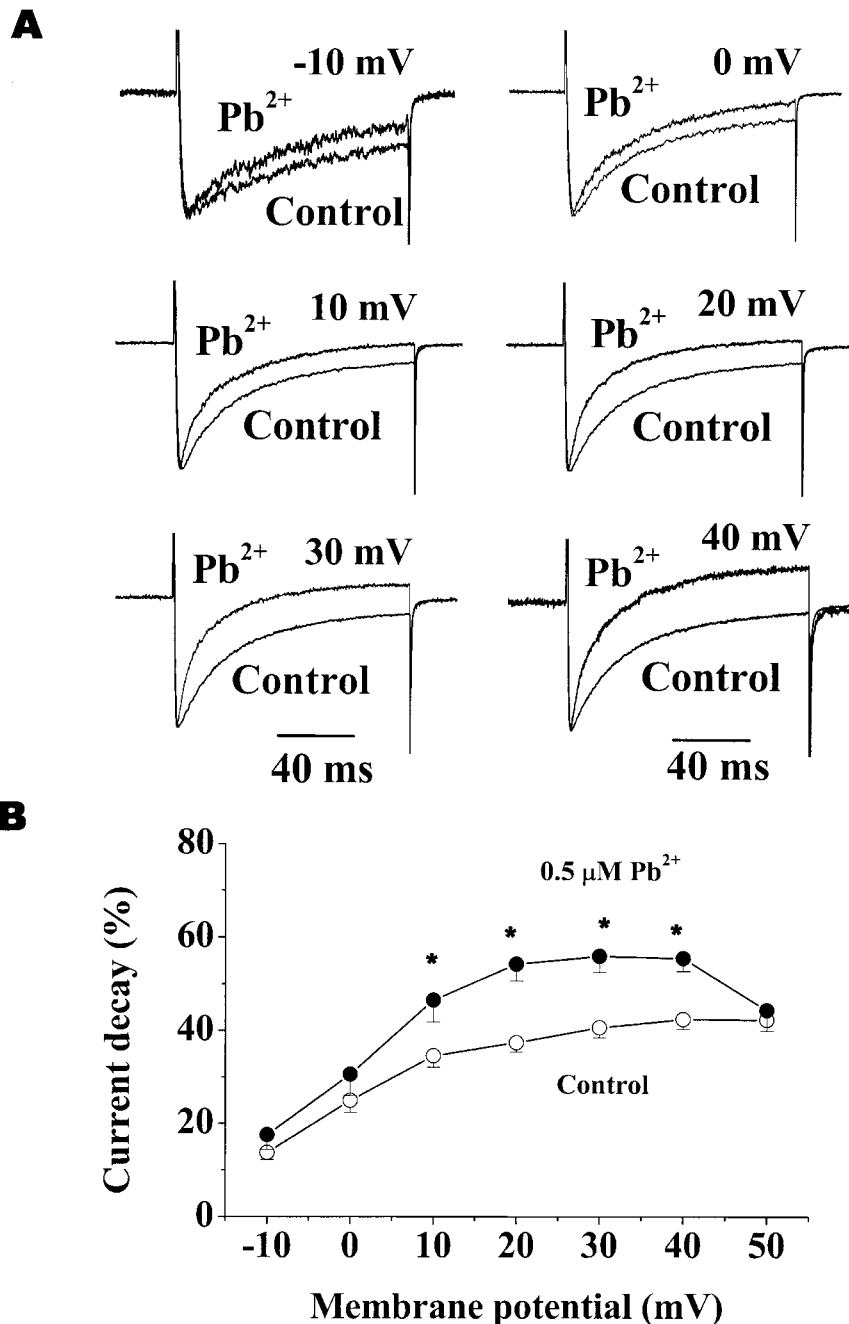 A
-10 mV
Pb²⁺
Control
0 mV
Pb²⁺
Control
10 mV
Pb²⁺
Control
20 mV
Pb²⁺
Control
30 mV
Pb²⁺
Control
40 mV
Pb²⁺
Control
40 ms
40 ms
B
80
60
40
20
0
Current decay (%)
0.5 μM Pb²⁺
* * * *
Control
-10 0 10 20 30 40 50
Membrane potential (mV)